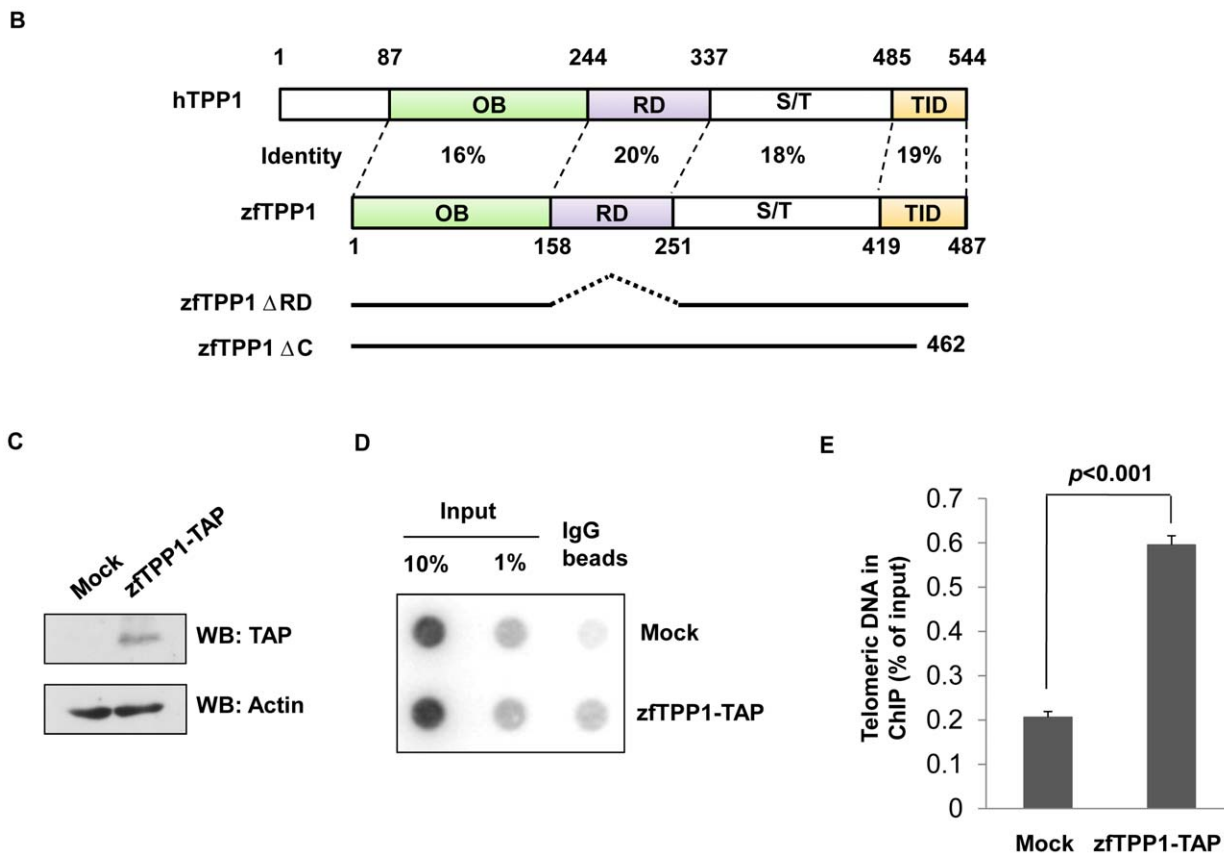 B
1 87 244 337 485 544
hTPP1 OB RD S/T TID
Identity 16% 20% 18% 19%
zfTPP1 OB RD S/T TID
1 158 251 419 487
zfTPP1 ΔRD
zfTPP1 ΔC 462
C
Mock zfTPP1-TAP
WB: TAP
WB: Actin
D
Input IgG beads
10% 1%
Mock
zfTPP1-TAP
E
p<0.001
Telomeric DNA in
ChIP (% of input)
0.7
0.6
0.5
0.4
0.3
0.2
0.1
0
Mock zfTPP1-TAP